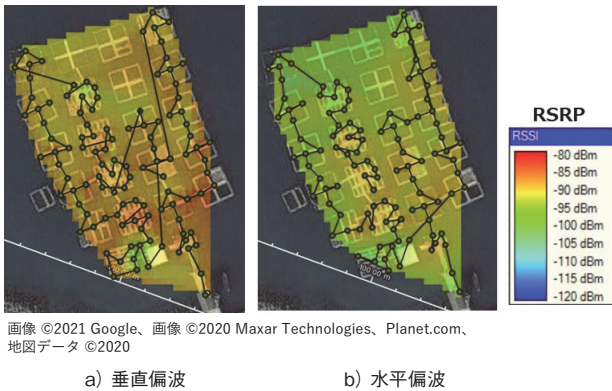 RSRP
RSSI
-80 dBm
-85 dBm
-90 dBm
-95 dBm
-100 dBm
-105 dBm
-110 dBm
-115 dBm
-120 dBm
100.00 m
画像 ©2021 Google、画像 ©2020 Maxar Technologies、Planet.com、
地図データ ©2020
a) 垂直偏波
b) 水平偏波